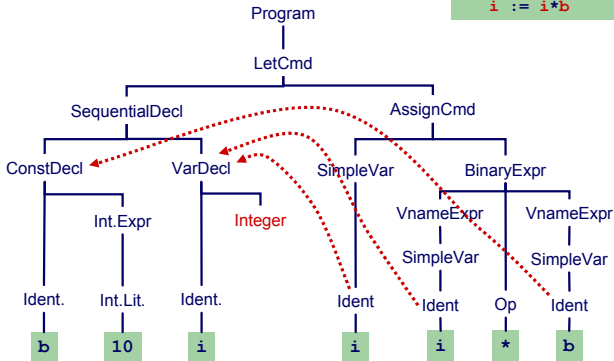 Program
i := i*b
LetCmd
SequentialDecl AssignCmd
ConstDecl VarDecl SimpleVar BinaryExpr
Int.Expr Integer VnameExpr VnameExpr
SimpleVar SimpleVar
Ident. Int.Lit. Ident. Ident Ident Op Ident
b 10 i i i * b